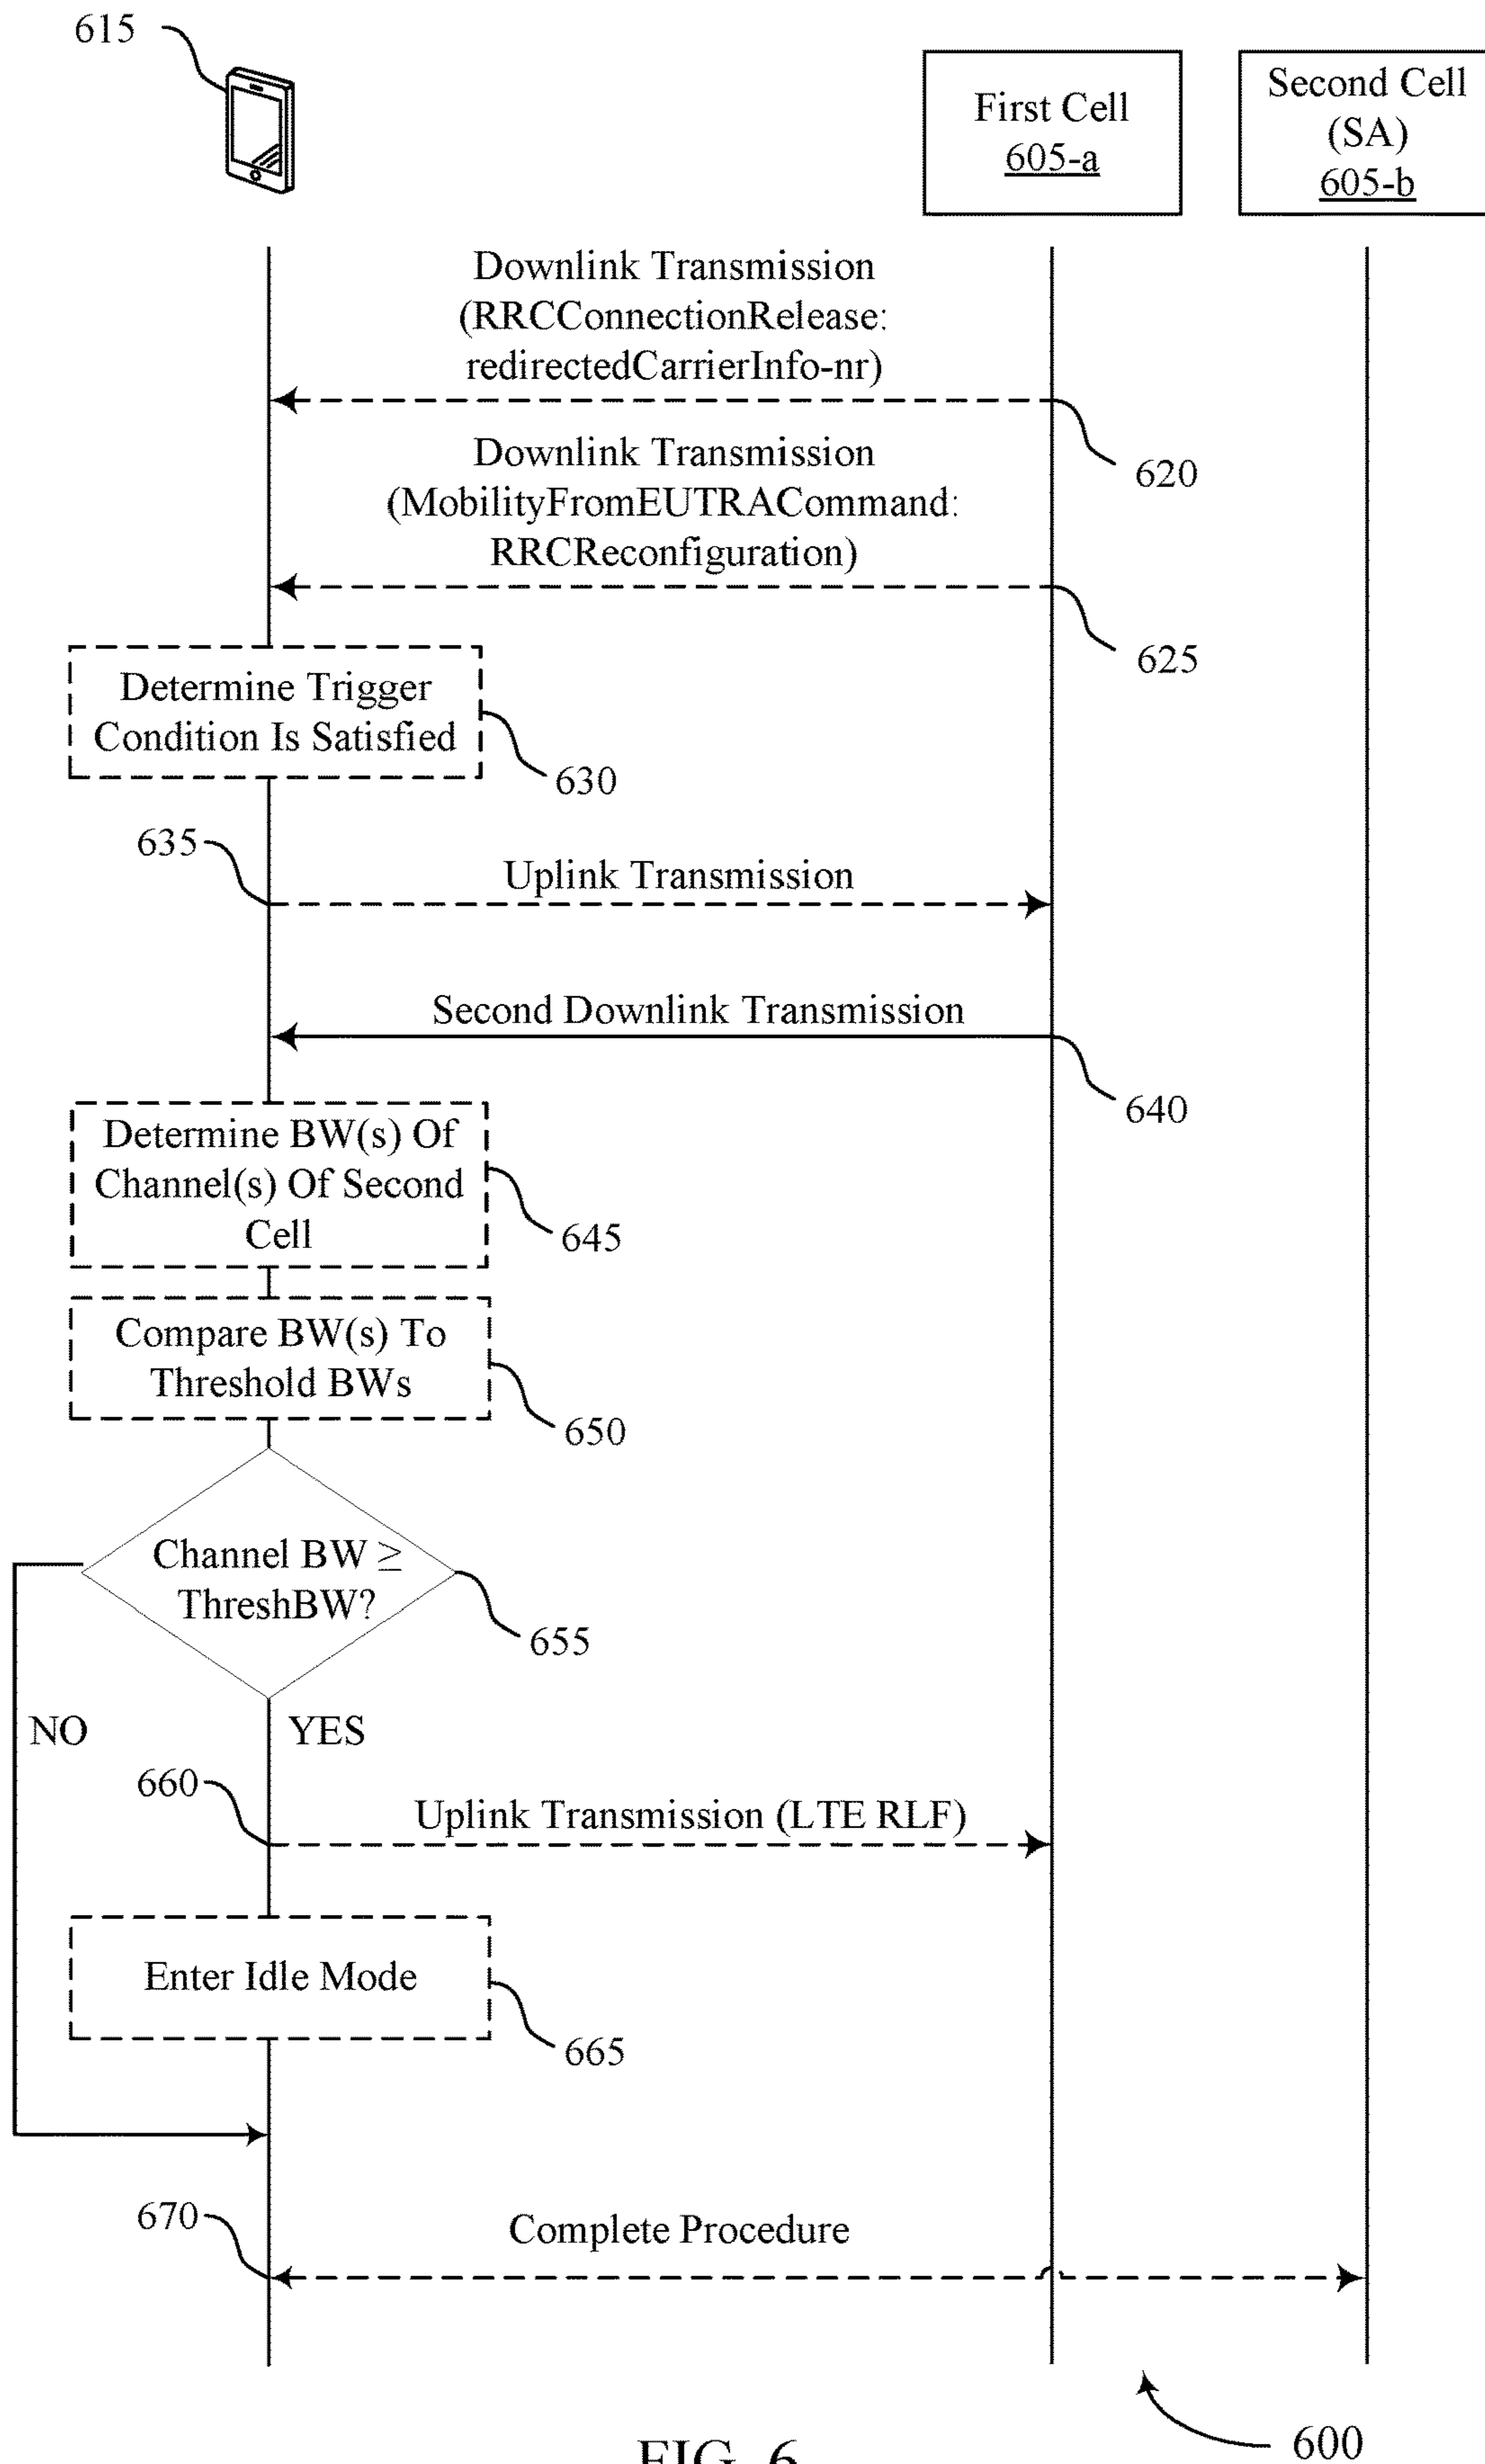 615
First Cell
605-a
Second Cell
(SA)
605-b
Downlink Transmission
(RRCConnectionRelease:
redirectedCarrierInfo-nr)
620
Downlink Transmission
(MobilityFromEUTRACommand:
RRCReconfiguration)
625
Determine Trigger
Condition Is Satisfied
630
635
Uplink Transmission
Second Downlink Transmission
640
Determine BW(s) Of
Channel(s) Of Second
Cell
645
Compare BW(s) To
Threshold BWs
650
Channel BW ≥
ThreshBW?
655
NO
YES
660
Uplink Transmission (LTE RLF)
Enter Idle Mode
665
670
Complete Procedure
600
FIG. 6